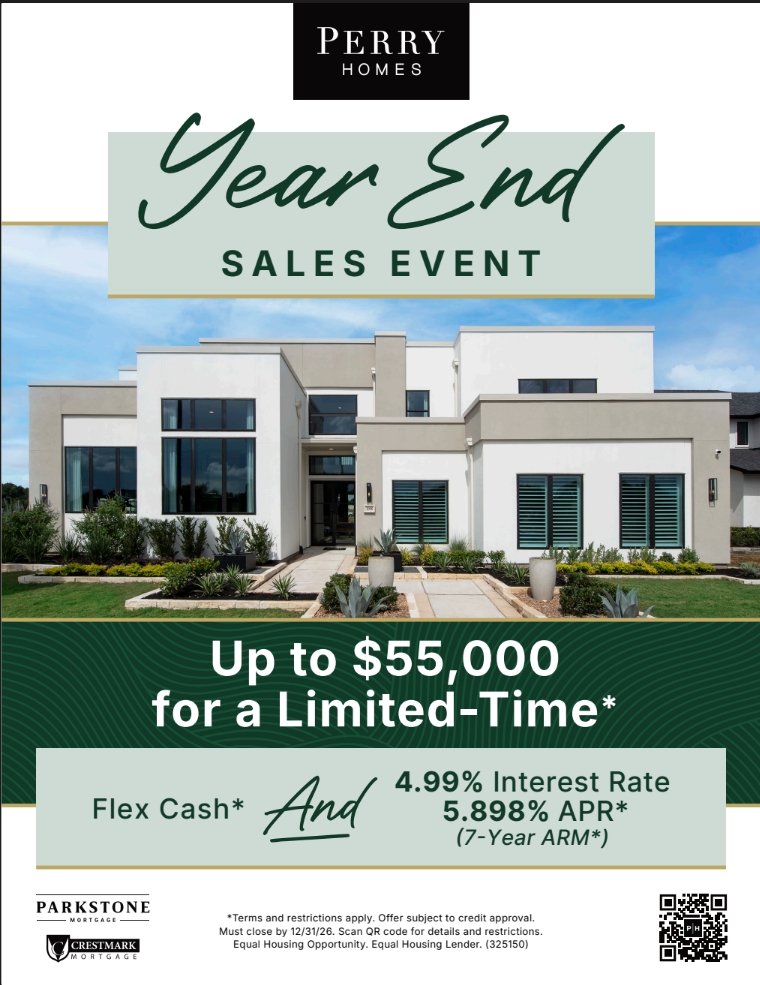 PERRY
HOMES
Year End
SALES EVENT
Up to $55,000
for a Limited-Time*
Flex Cash* And 4.99% Interest Rate
5.898% APR*
(7-Year ARM*)
PARKSTONE
MORTGAGE
CRESTMARK
MORTGAGE
*Terms and restrictions apply. Offer subject to credit approval.
Must close by 12/31/26. Scan QR code for details and restrictions.
Equal Housing Opportunity. Equal Housing Lender. (325150)
P|H